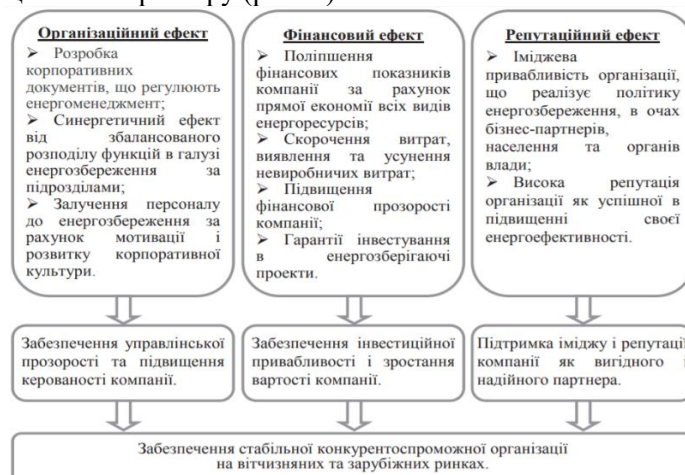 Організаційний ефект
➢ Розробка
корпоративних
документів, що регулюють
енергоменеджмент;
➢ Синергетичний ефект
від збалансованого
розподілу функцій в галузі
енергозбереження за
підрозділами;
➢ Залучення персоналу
до енергозбереження за
рахунок мотивації і
розвитку корпоративної
культури.
Фінансовий ефект
➢ Поліпшення
фінансових показників
компанії за рахунок
прямої економії всіх видів
енергоресурсів;
➢ Скорочення витрат,
виявлення та усунення
невиробничих витрат;
➢ Підвищення
фінансової прозорості
компанії;
➢ Гарантії інвестування
в енергозберігаючі
проекти.
Репутаційний ефект
➢ Іміджева
привабливість організації,
що реалізує політику
енергозбереження, в очах
бізнес-партнерів,
населення та органів
влади;
➢ Висока репутація
організації як успішної в
підвищенні своєї
енергоефективності.
Забезпечення управлінської
прозорості та підвищення
керованості компанії.
Забезпечення інвестиційної
привабливості і зростання
вартості компанії.
Підтримка іміджу і репутації
компанії як вигідного і
надійного партнера.
Забезпечення стабільної конкурентоспроможної організації
на вітчизняних та зарубіжних ринках.